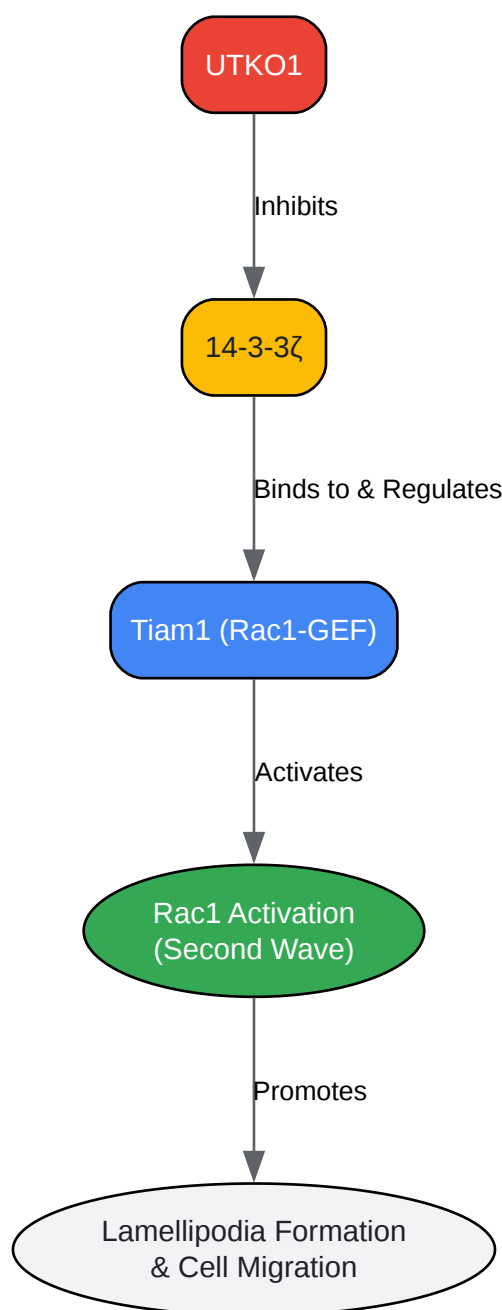 UTKO1
Inhibits
14-3-3ζ
Binds to & Regulates
Tiam1 (Rac1-GEF)
Activates
Rac1 Activation
(Second Wave)
Promotes
Lamellipodia Formation
& Cell Migration